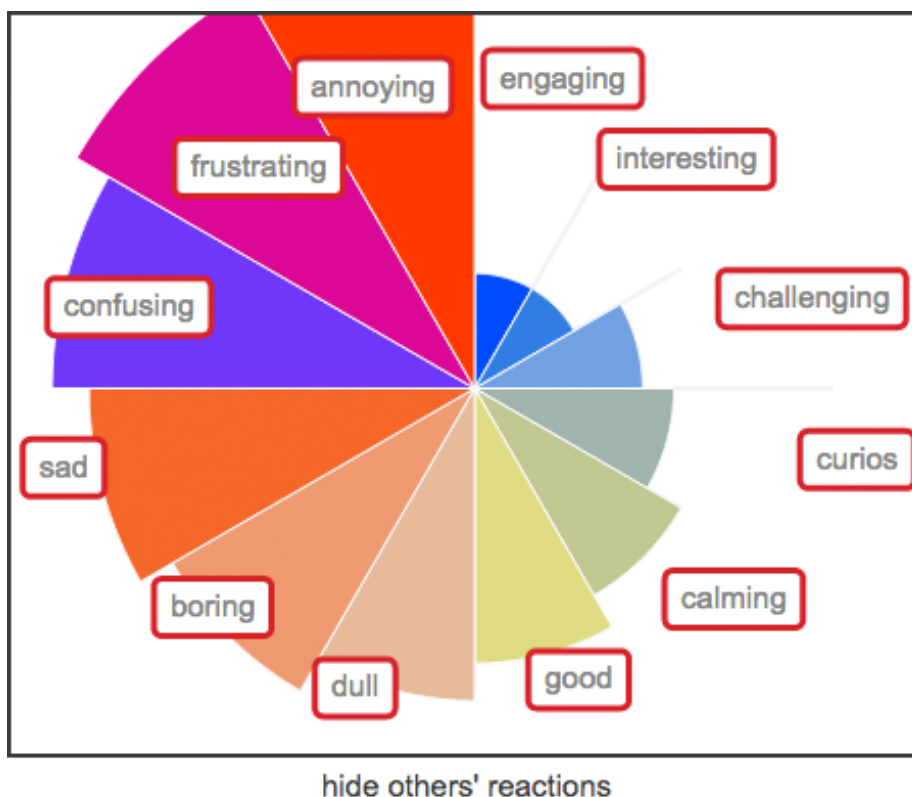 annoying
engaging
frustrating
interesting
confusing
challenging
sad
curios
boring
calming
dull
good
hide others' reactions